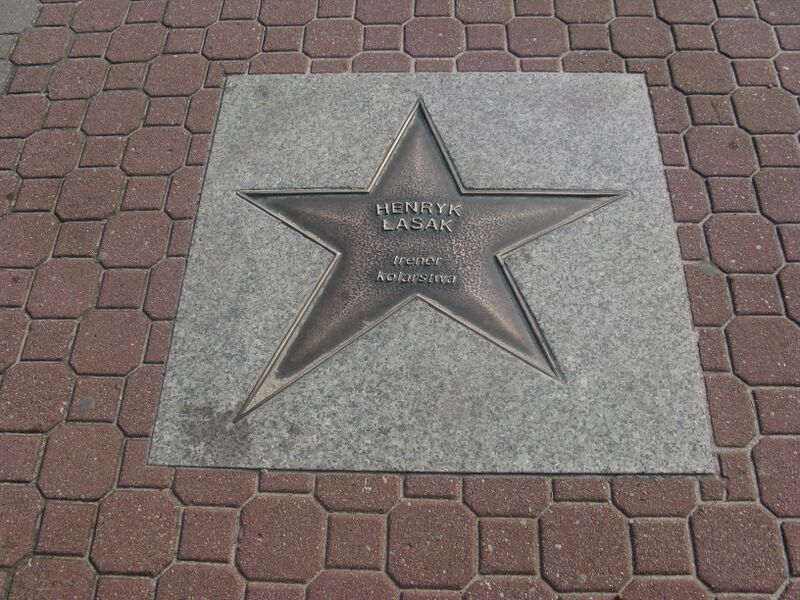 HENRYK
ŁASAK
trener
kolarstwa